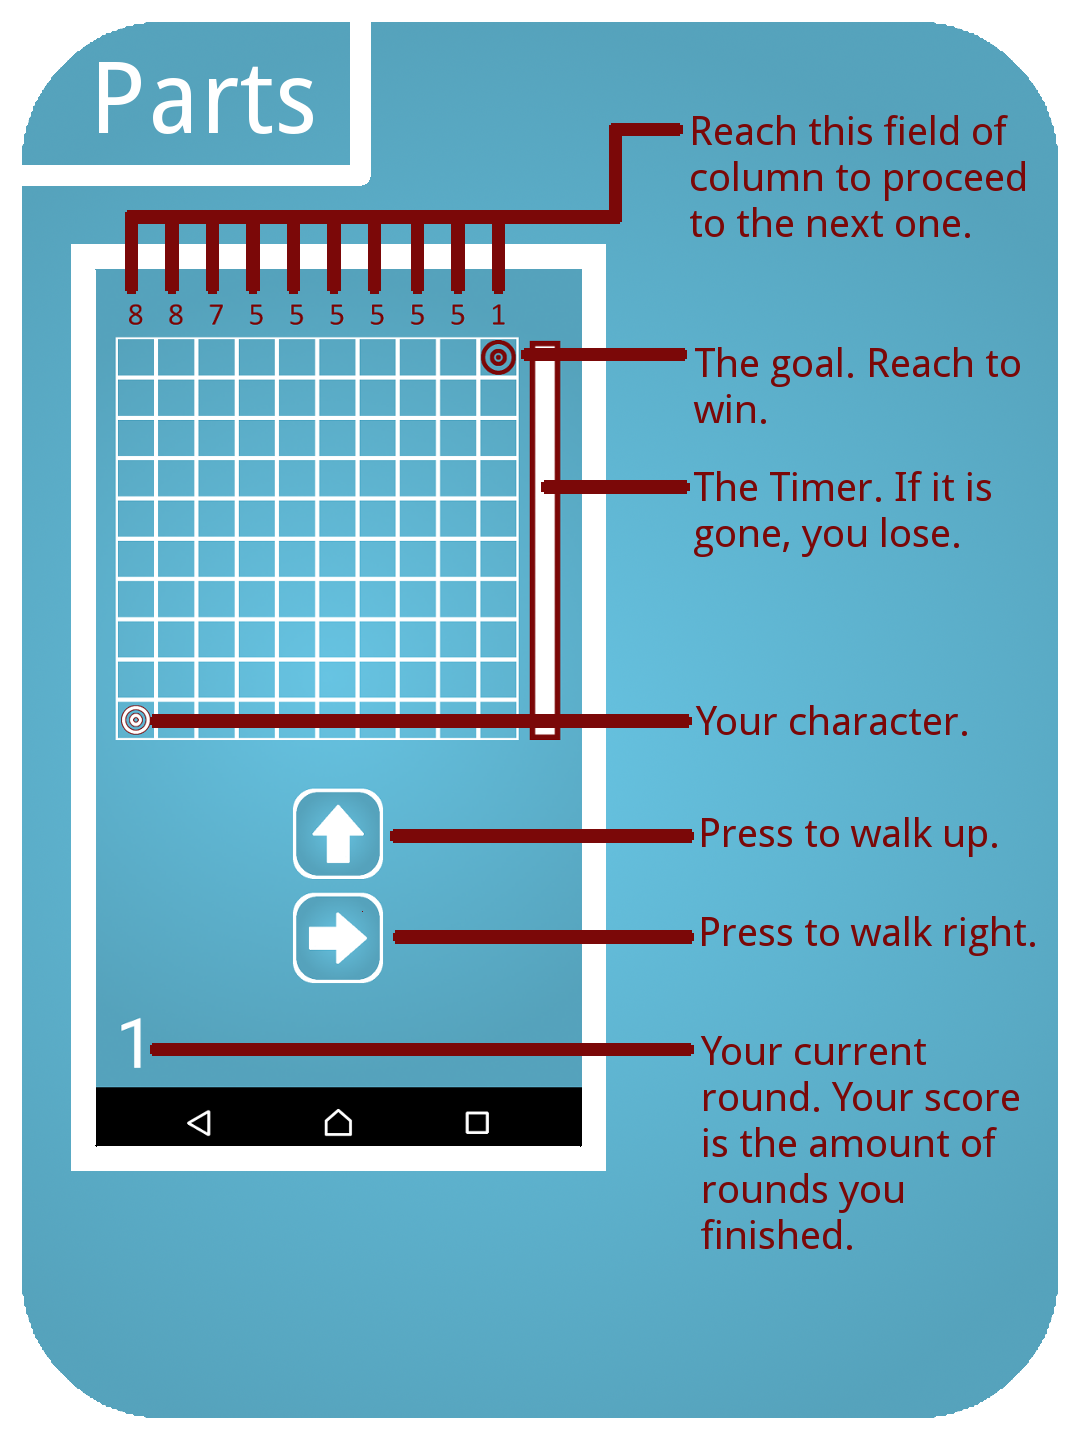 Parts
Reach this field of
column to proceed
to the next one.
8 8 7 5 5 5 5 5 5 1
The goal. Reach to
win.
The Timer. If it is
gone, you lose.
Your character.
Press to walk up.
Press to walk right.
1
Your current
round. Your score
is the amount of
rounds you
finished.